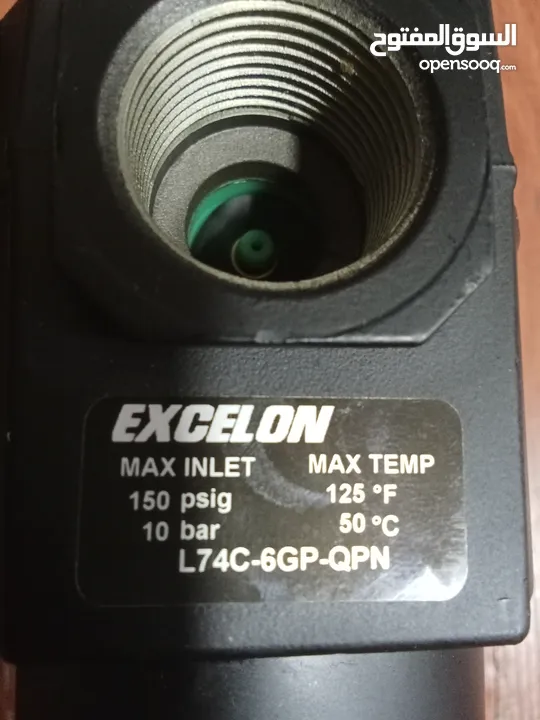 السوق المفتوح
opensooq.com
EXCELON
MAX INLET MAX TEMP
150 psig 125 °F
10 bar 50 °C
L74C-6GP-QPN